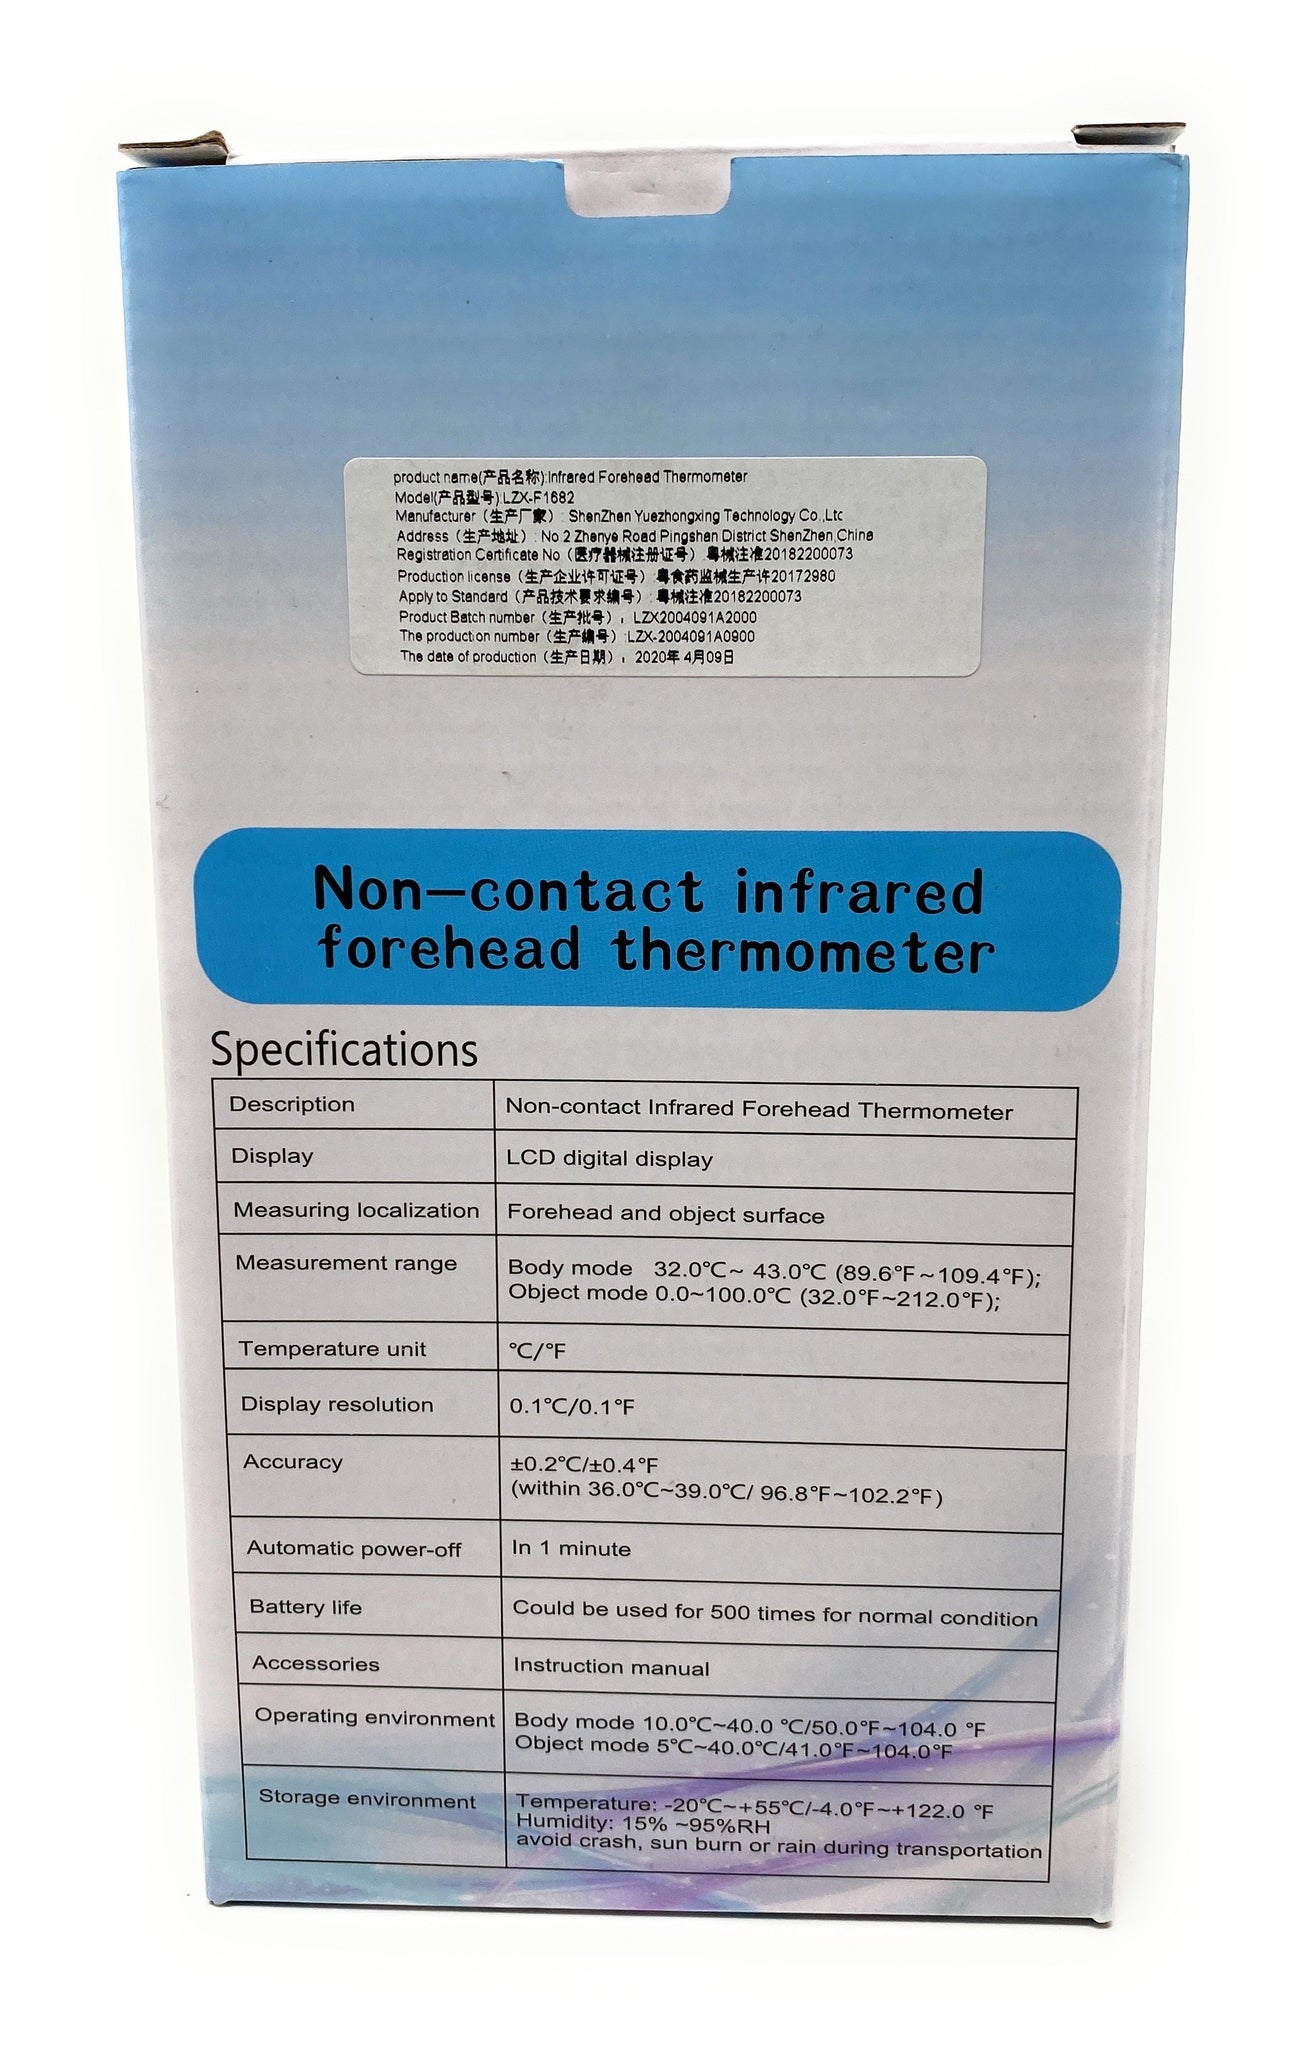 product name(产品名称):Infrared Forehead Thermometer
Model(产品型号):LZX-F1682
Manufacturer（生产厂家）: ShenZhen Yuezhongxing Technology Co.,Ltc
Address（生产地址）: No 2 Zhenye Road Pingshan District ShenZhen,China
Registration Certificate No（医疗器械注册证号）:粤械注准20182200073
Production license（生产企业许可证号）:粤食药监械生产许20172980
Apply to Standard（产品技术要求编号）:粤械注准20182200073
Product Batch number（生产批号）：LZX2004091A2000
The production number（生产编号）:LZX-2004091A0900
The date of production（生产日期）：2020年4月09日
Non-contact infrared
forehead thermometer
Specifications
Description Non-contact Infrared Forehead Thermometer
Display LCD digital display
Measuring localization Forehead and object surface
Measurement range Body mode 32.0℃~ 43.0℃ (89.6℉~109.4℉);
Object mode 0.0~100.0℃ (32.0℉~212.0℉);
Temperature unit ℃/℉
Display resolution 0.1℃/0.1℉
Accuracy ±0.2℃/±0.4℉
(within 36.0℃~39.0℃/ 96.8℉~102.2℉)
Automatic power-off In 1 minute
Battery life Could be used for 500 times for normal condition
Accessories Instruction manual
Operating environment Body mode 10.0℃~40.0 ℃/50.0℉~104.0 ℉
Object mode 5℃~40.0℃/41.0℉~104.0℉
Storage environment Temperature: -20℃~+55℃/-4.0℉~+122.0 ℉
Humidity: 15% ~95%RH
avoid crash, sun burn or rain during transportation